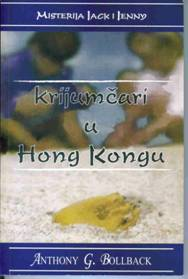 Misterija Jack i Jenny
krijumčari
u
Hong Kongu
Anthony G. Bollback